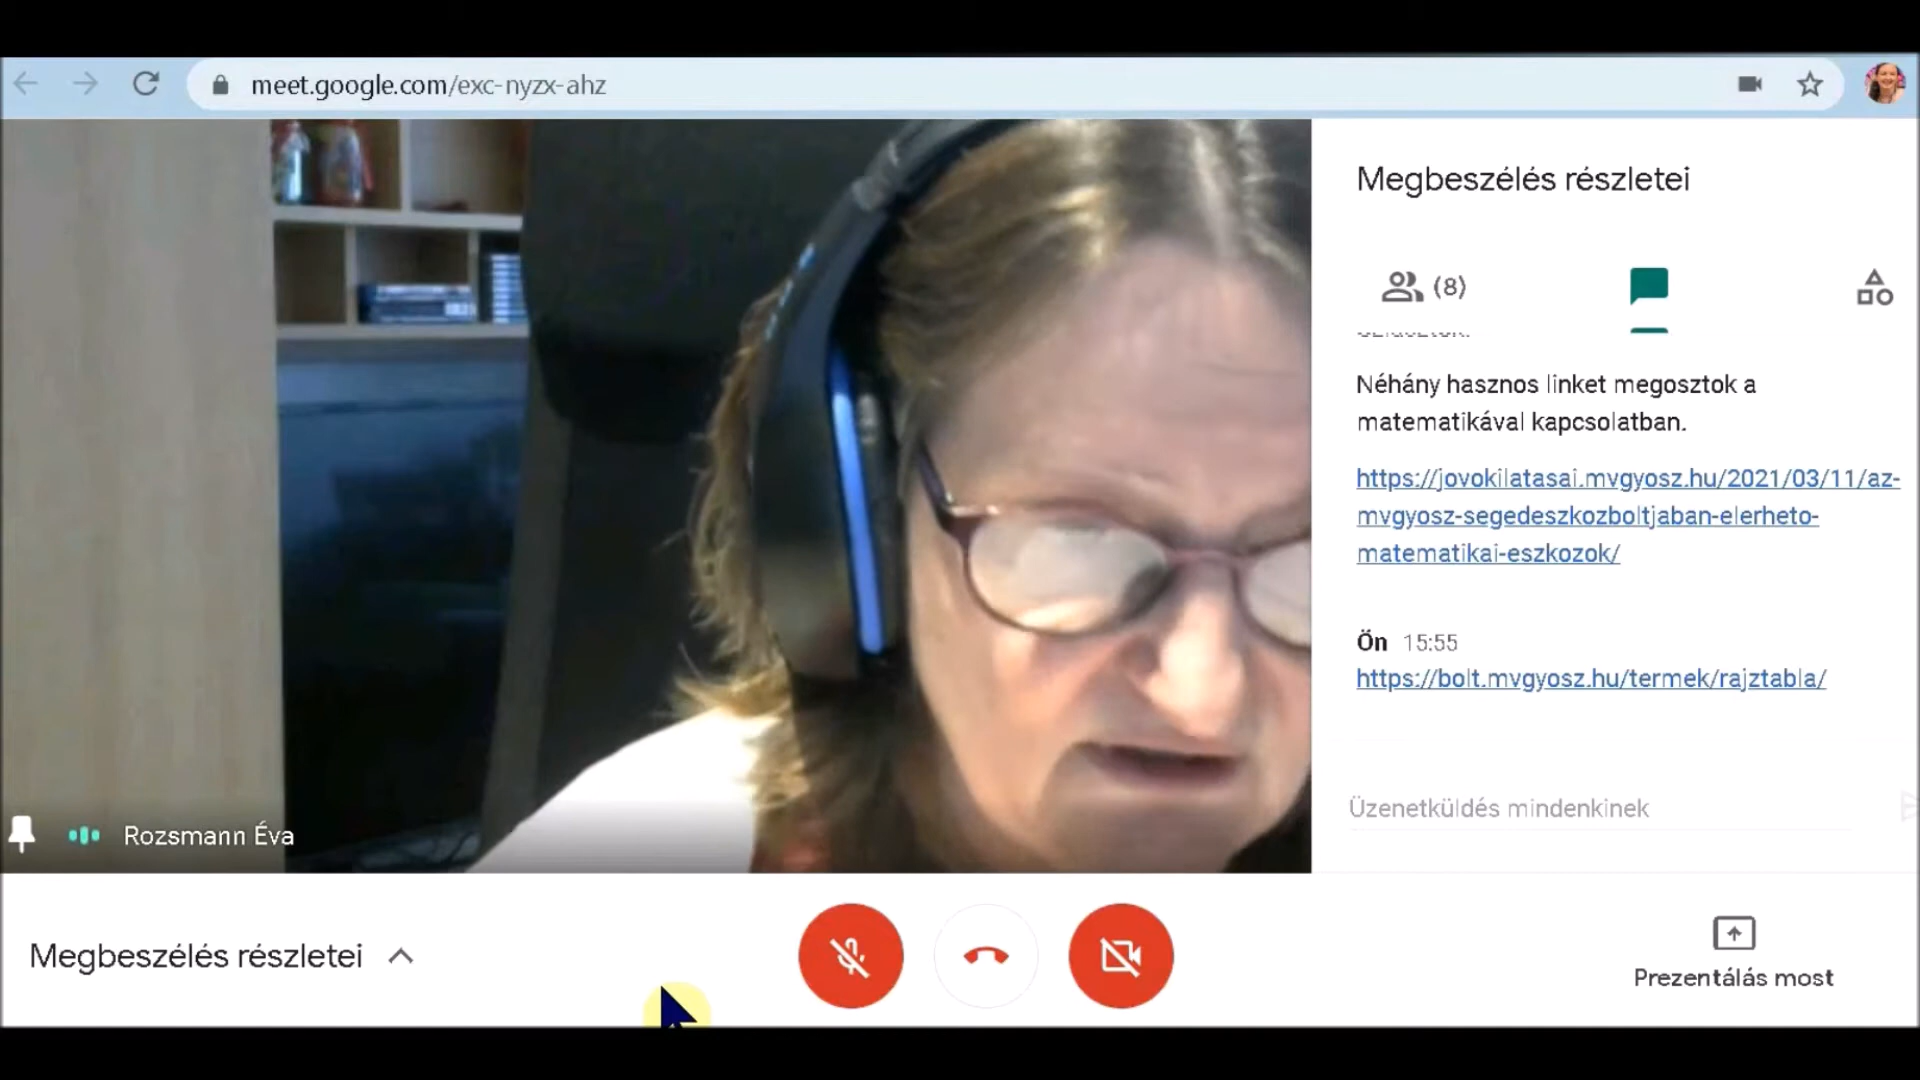 meet.google.com/exc-nyzx-ahz
Megbeszélés részletei
(8)
Néhány hasznos linket megosztok a
matematikával kapcsolatban.
https://jovokilatasai.mvgyosz.hu/2021/03/11/az-
mvgyosz-segedeszkozboltjaban-elerheto-
matematikai-eszkozok/
Ön 15:55
https://bolt.mvgyosz.hu/termek/rajztabla/
Üzenetküldés mindenkinek
Rozsmann Éva
Megbeszélés részletei
Prezentálás most